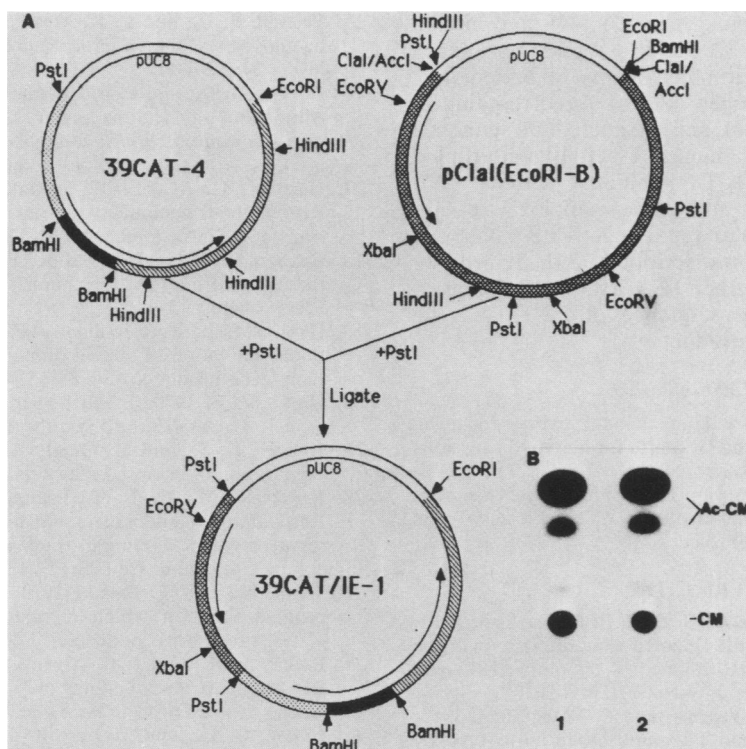 A
PstI
pUC8
EcoRI
HindIII
39CAT-4
BamHI
BamHI
HindIII
HindIII
HindIII
PstI
ClaI/AccI
EcoRV
pUC8
EcoRI
BamHI
ClaI/
AccI
pClaI(EcoRI-B)
PstI
XbaI
HindIII
PstI
XbaI
EcoRV
+PstI
+PstI
Ligate
PstI
pUC8
EcoRI
EcoRV
39CAT/IE-1
XbaI
PstI
BamHI
BamHI
B
Ac-CM
-CM
1 2